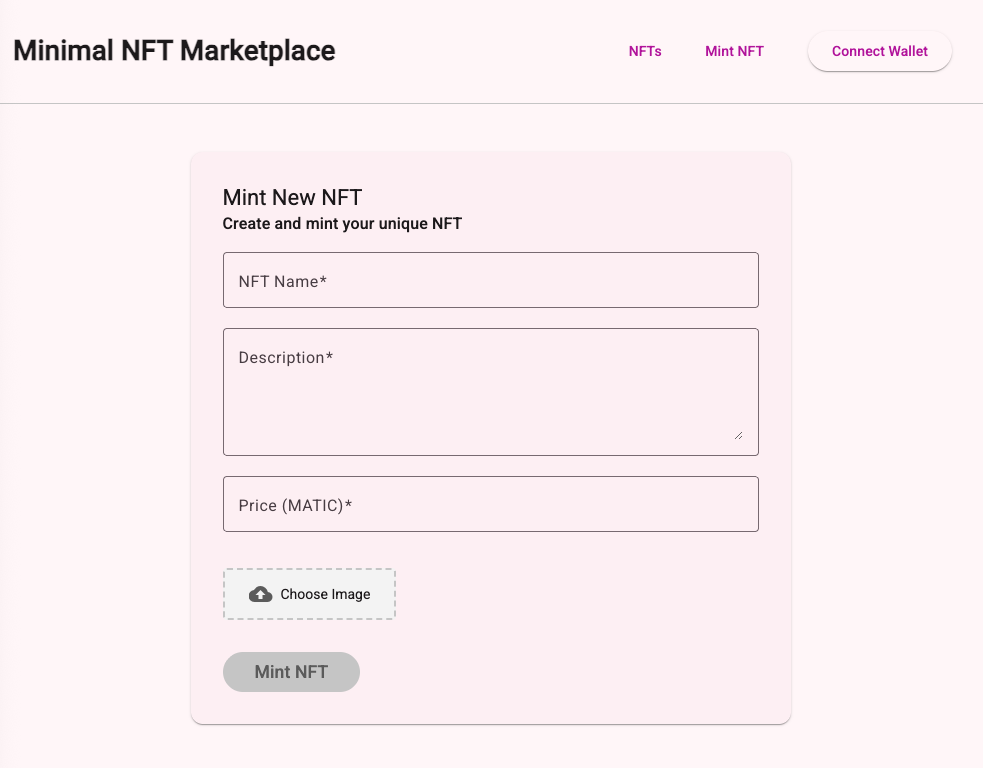 Minimal NFT Marketplace
NFTs
Mint NFT
Connect Wallet
Mint New NFT
Create and mint your unique NFT
NFT Name*
Description*
Price (MATIC)*
Choose Image
Mint NFT